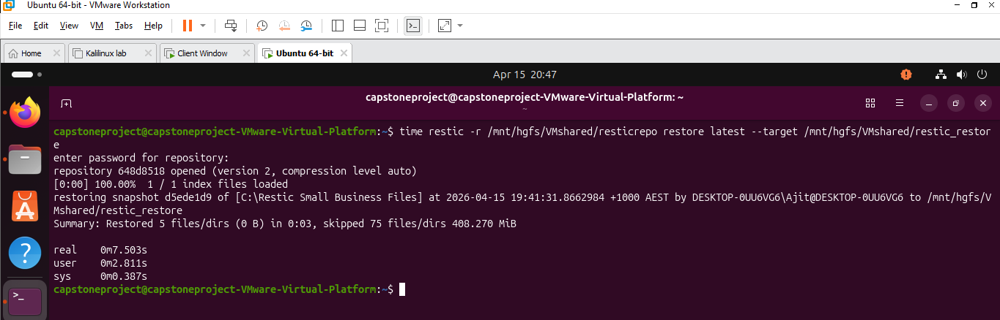 Ubuntu 64-bit - VMware Workstation
File Edit View VM Tabs Help
Home Kalilinux lab Client Window Ubuntu 64-bit
Apr 15 20:47
capstoneproject@capstoneproject-VMware-Virtual-Platform: ~
~
capstoneproject@capstoneproject-VMware-Virtual-Platform:~$ time restic -r /mnt/hgfs/VMshared/resticrepo restore latest --target /mnt/hgfs/VMshared/restic_restor
e
enter password for repository:
repository 648d8518 opened (version 2, compression level auto)
[0:00] 100.00% 1 / 1 index files loaded
restoring snapshot d5ede1d9 of [C:\Restic Small Business Files] at 2026-04-15 19:41:31.8662984 +1000 AEST by DESKTOP-0UU6VG6\Ajit@DESKTOP-0UU6VG6 to /mnt/hgfs/V
Mshared/restic_restore
Summary: Restored 5 files/dirs (0 B) in 0:03, skipped 75 files/dirs 408.270 MiB
real 0m7.503s
user 0m2.811s
sys 0m0.387s
capstoneproject@capstoneproject-VMware-Virtual-Platform:~$